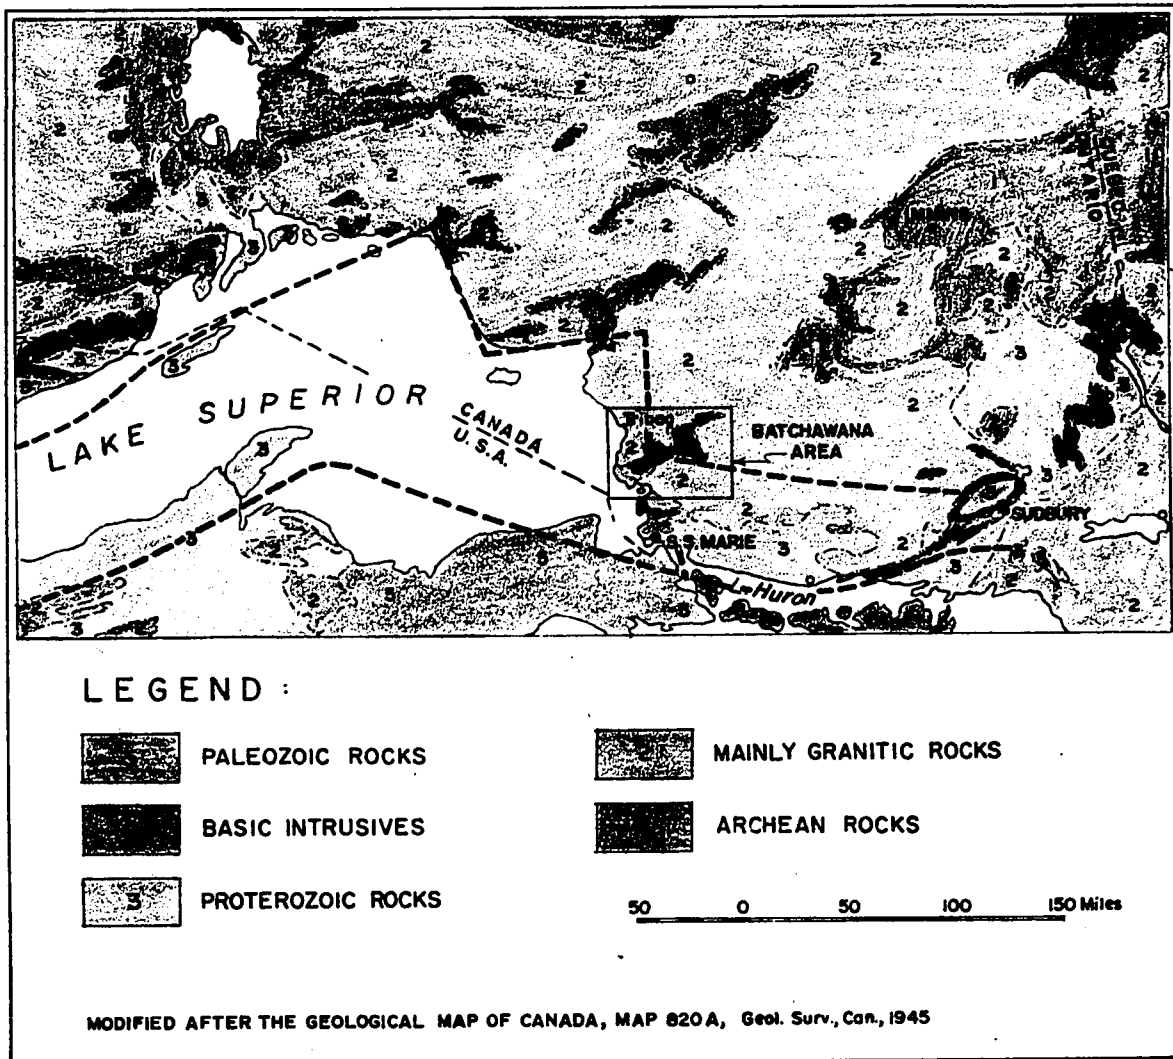 LAKE SUPERIOR
CANADA
U.S.A.
BATCHAWANA
AREA
SUDBURY
S.S. MARIE
L. Huron
LEGEND :
PALEOZOIC ROCKS
BASIC INTRUSIVES
3 PROTEROZOIC ROCKS
MAINLY GRANITIC ROCKS
ARCHEAN ROCKS
50 0 50 100 150 Miles
MODIFIED AFTER THE GEOLOGICAL MAP OF CANADA, MAP 820A, Geol. Surv., Can., 1945